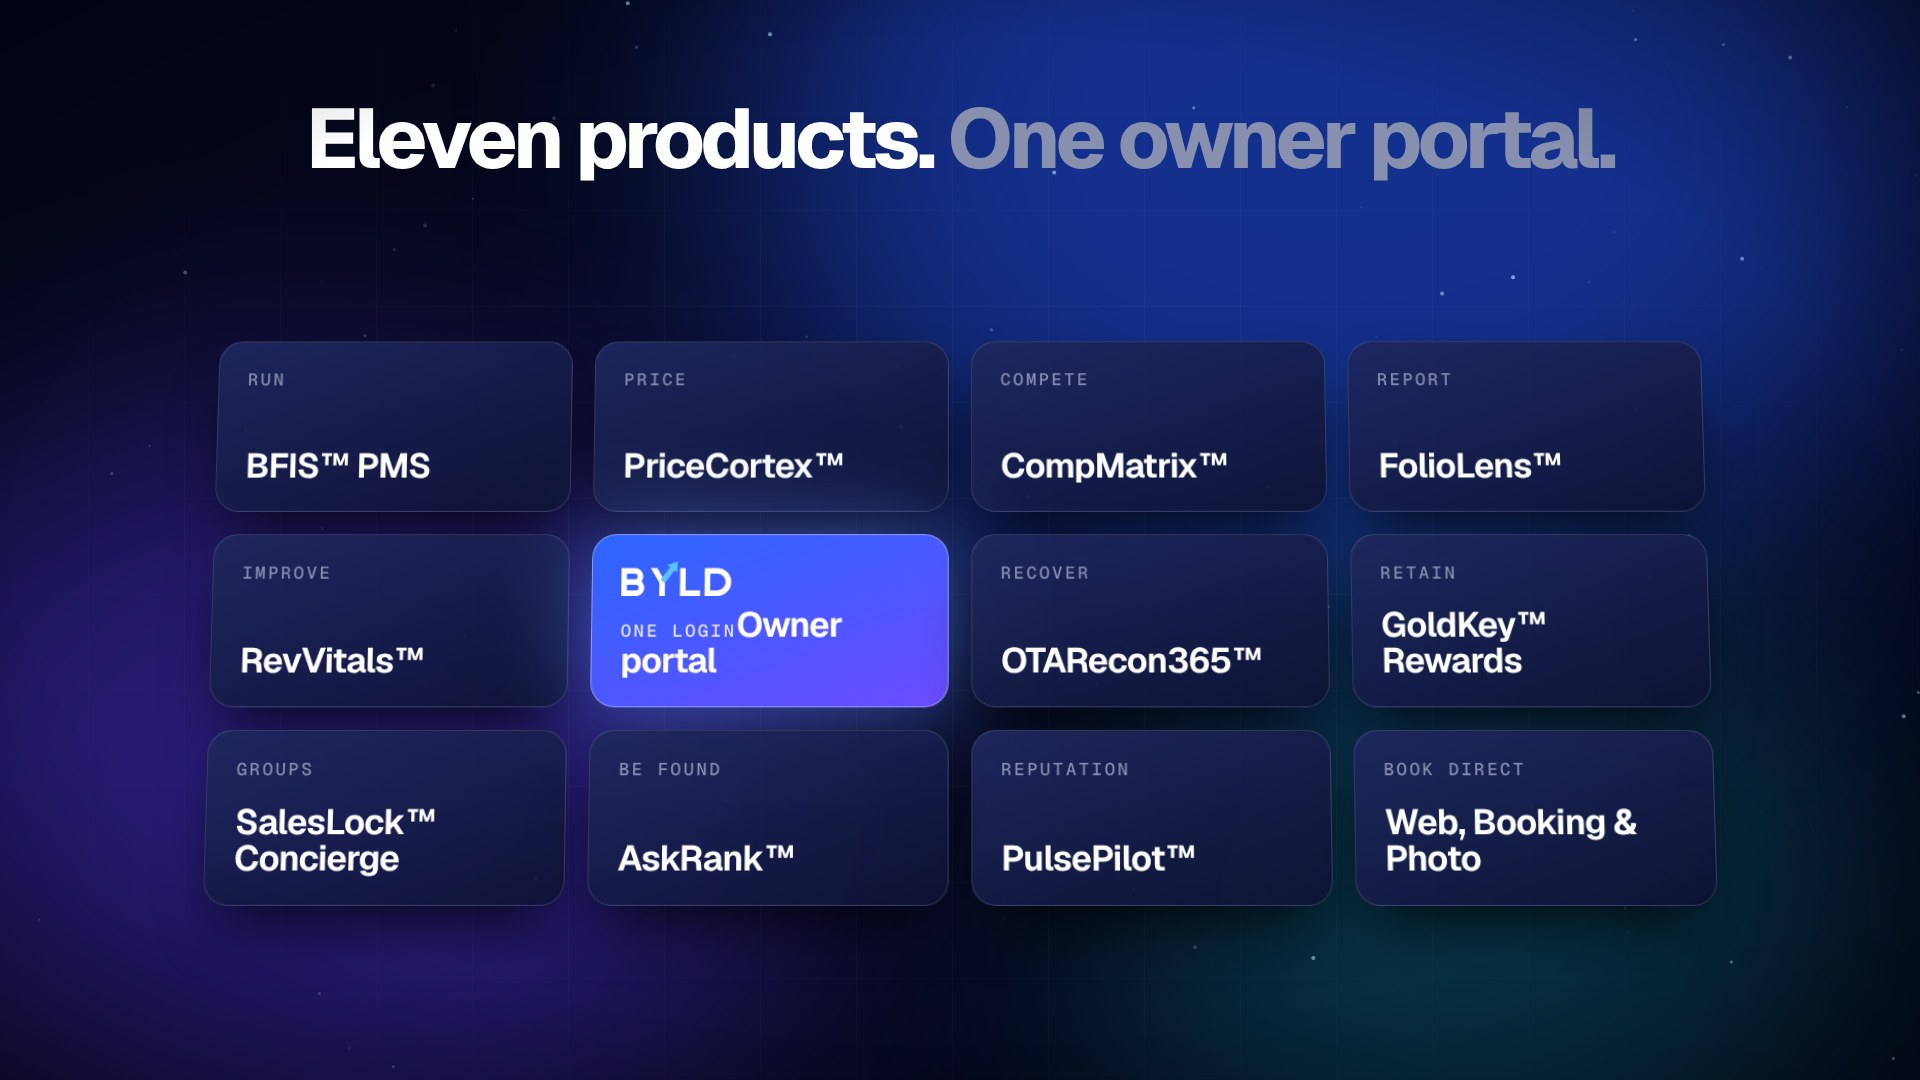 Eleven products. One owner portal.
RUN
BFIS™ PMS
PRICE
PriceCortex™
COMPETE
CompMatrix™
REPORT
FolioLens™
IMPROVE
RevVitals™
BYLD
ONE LOGIN Owner
portal
RECOVER
OTARecon365™
RETAIN
GoldKey™
Rewards
GROUPS
SalesLock™
Concierge
BE FOUND
AskRank™
REPUTATION
PulsePilot™
BOOK DIRECT
Web, Booking &
Photo